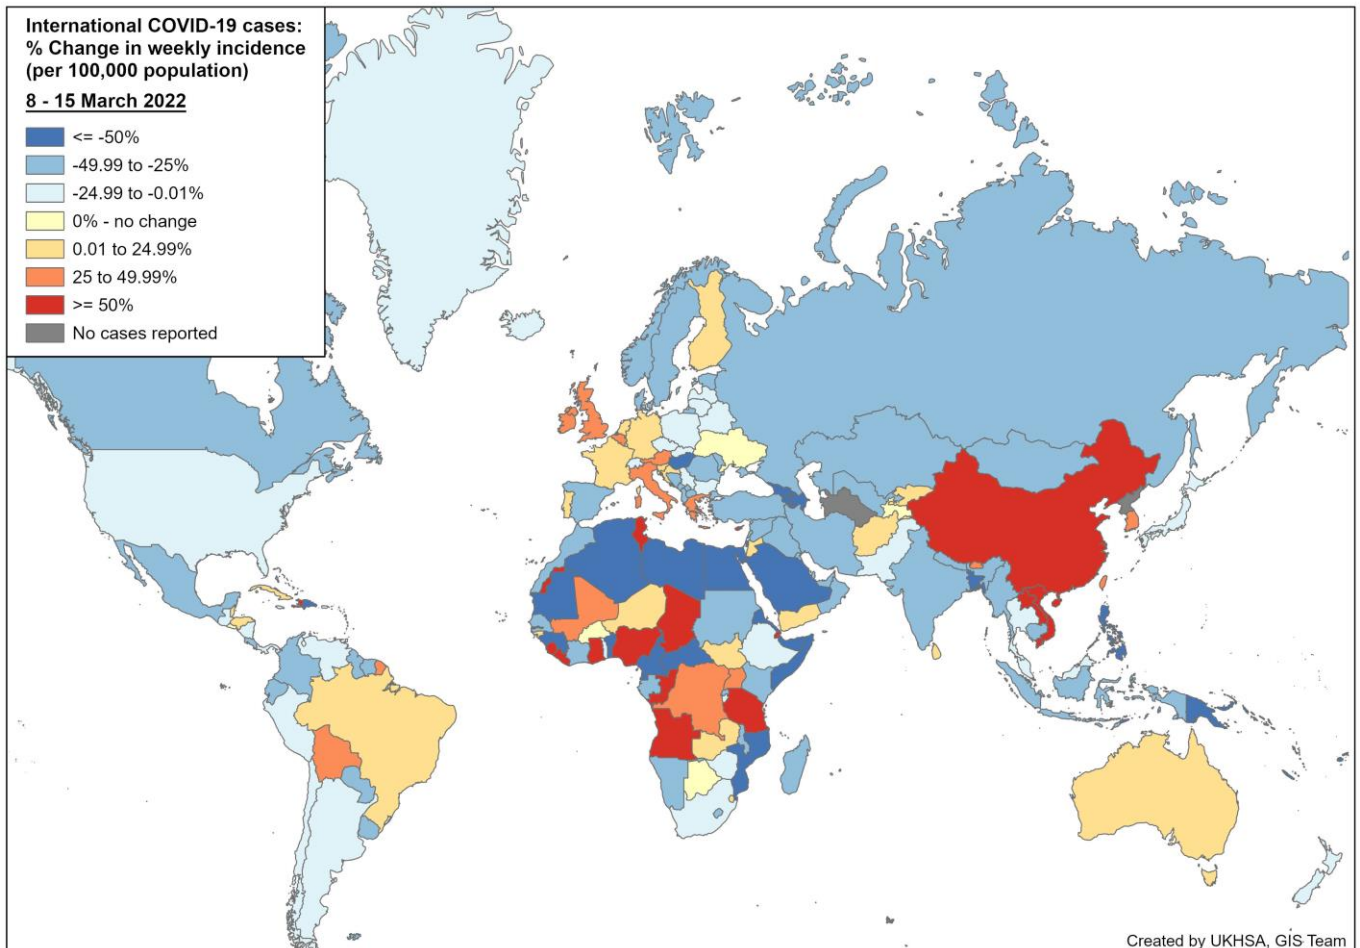 International COVID-19 cases:
% Change in weekly incidence
(per 100,000 population)
8 - 15 March 2022
<= -50%
-49.99 to -25%
-24.99 to -0.01%
0% - no change
0.01 to 24.99%
25 to 49.99%
>= 50%
No cases reported
Created by UKHSA, GIS Team